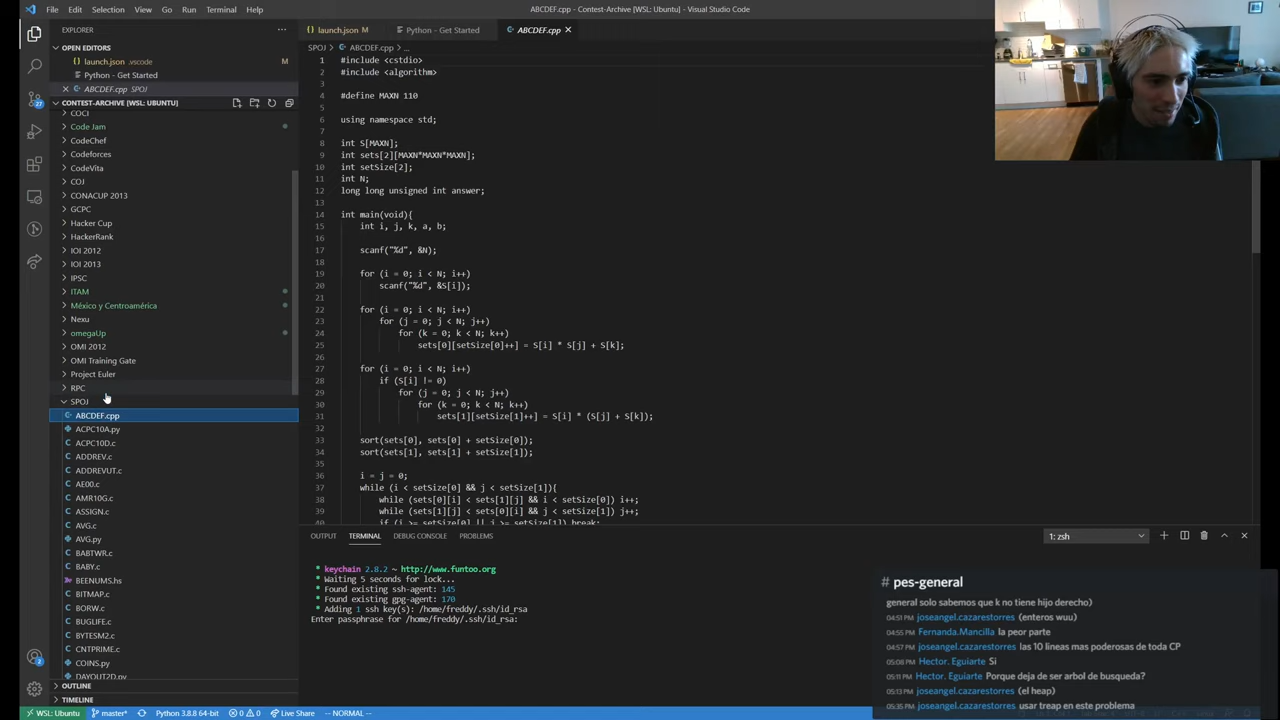 File Edit Selection View Go Run Terminal Help
ABCDEF.cpp - Contest-Archive [WSL: Ubuntu] - Visual Studio Code
EXPLORER
OPEN EDITORS
launch.json .vscode M
Python - Get Started
ABCDEF.cpp SPOJ
CONTEST-ARCHIVE [WSL: UBUNTU]
COCI
Code Jam
CodeChef
Codeforces
CodeVita
COJ
CONACUP 2013
GCPC
Hacker Cup
HackerRank
IOI 2012
IOI 2013
IPSC
ITAM
México y Centroamérica
Nexu
omegaUp
OMI 2012
OMI Training Gate
Project Euler
RPC
SPOJ
ABCDEF.cpp
ACPC10A.py
ACPC10D.c
ADDREV.c
ADDREVUT.c
AE00.c
AMR10G.c
ASSIGN.c
AVG.c
AVG.py
BABTWR.c
BABY.c
BEENUMS.hs
BITMAP.c
BORW.c
BUGLIFE.c
BYTESM2.c
CNTPRIME.c
COINS.py
DAYOUT2D.py
OUTLINE
TIMELINE
launch.json M
Python - Get Started
ABCDEF.cpp
SPOJ > ABCDEF.cpp > ...
1 #include <cstdio>
2 #include <algorithm>
3
4 #define MAXN 110
5
6 using namespace std;
7
8 int S[MAXN];
9 int sets[2][MAXN*MAXN*MAXN];
10 int setSize[2];
11 int N;
12 long long unsigned int answer;
13
14 int main(void){
15 int i, j, k, a, b;
16
17 scanf("%d", &N);
18
19 for (i = 0; i < N; i++)
20 scanf("%d", &S[i]);
21
22 for (i = 0; i < N; i++)
23 for (j = 0; j < N; j++)
24 for (k = 0; k < N; k++)
25 sets[0][setSize[0]++] = S[i] * S[j] + S[k];
26
27 for (i = 0; i < N; i++)
28 if (S[i] != 0)
29 for (j = 0; j < N; j++)
30 for (k = 0; k < N; k++)
31 sets[1][setSize[1]++] = S[i] * (S[j] + S[k]);
32
33 sort(sets[0], sets[0] + setSize[0]);
34 sort(sets[1], sets[1] + setSize[1]);
35
36 i = j = 0;
37 while (i < setSize[0] && j < setSize[1]){
38 while (sets[0][i] < sets[1][j] && i < setSize[0]) i++;
39 while (sets[1][j] < sets[0][i] && j < setSize[1]) j++;
40 if (i >= setSize[0] || j >= setSize[1]) break;
OUTPUT TERMINAL DEBUG CONSOLE PROBLEMS
1: zsh
* keychain 2.8.2 ~ http://www.funtoo.org
* Waiting 5 seconds for lock...
* Found existing ssh-agent: 145
* Found existing gpg-agent: 170
* Adding 1 ssh key(s): /home/freddy/.ssh/id_rsa
Enter passphrase for /home/freddy/.ssh/id_rsa:
# pes-general
general solo sabemos que k no tiene hijo derecho)
04:51 PM joseangel.cazarestorres (enteros wuu)
04:55 PM Fernanda.Mancilla la peor parte
04:57 PM joseangel.cazarestorres las 10 lineas mas poderosas de toda CP
05:08 PM Hector. Eguiarte Si
05:11 PM Hector. Eguiarte Porque deja de ser arbol de busqueda?
05:13 PM joseangel.cazarestorres (el heap)
05:35 PM joseangel.cazarestorres usar treap en este problema
27
2
WSL: Ubuntu master* Python 3.8.8 64-bit 0 0 Live Share -- NORMAL --